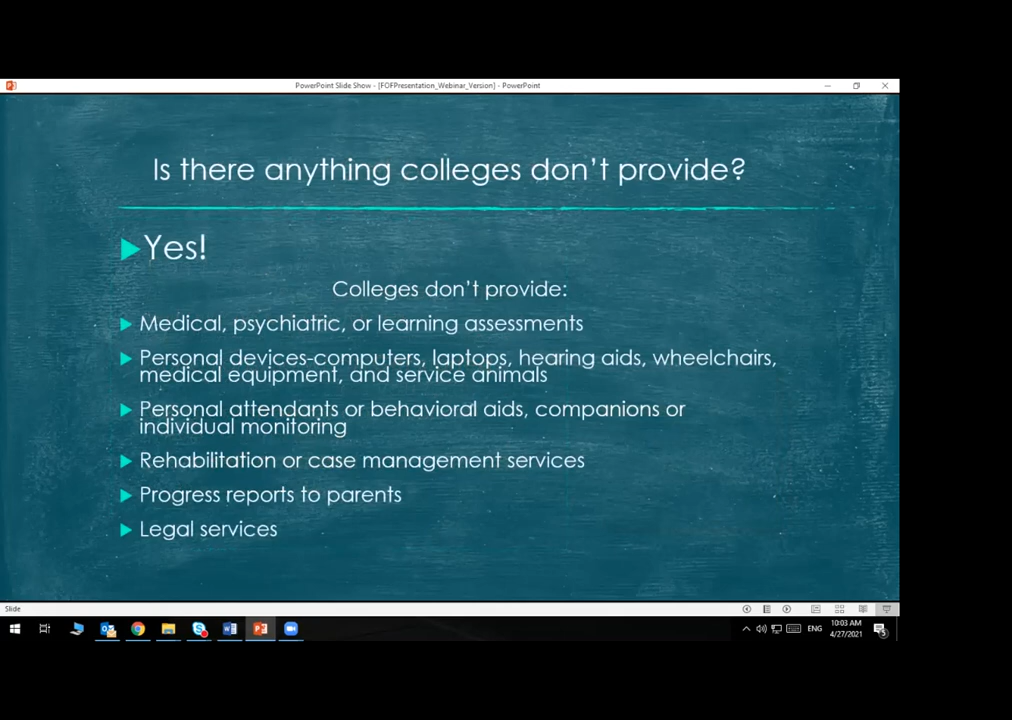 PowerPoint Slide Show - [FOFPresentation_Webinar_Version] - PowerPoint
Is there anything colleges don't provide?
Yes!
Colleges don't provide:
Medical, psychiatric, or learning assessments
Personal devices-computers, laptops, hearing aids, wheelchairs,
medical equipment, and service animals
Personal attendants or behavioral aids, companions or
individual monitoring
Rehabilitation or case management services
Progress reports to parents
Legal services
Slide
ENG
10:03 AM
4/27/2021
5